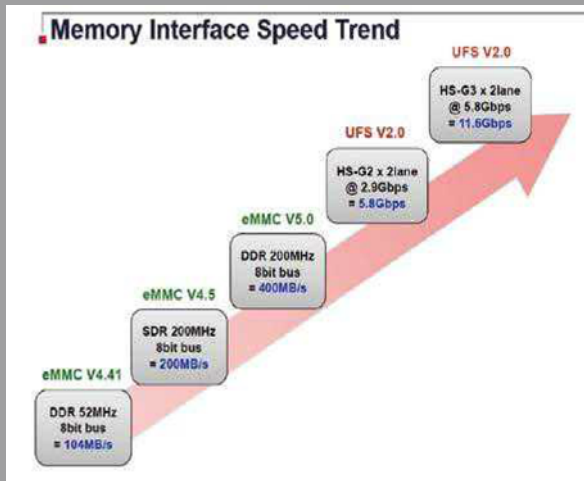 Memory Interface Speed Trend
UFS V2.0
HS-G3 x 2lane
@ 5.8Gbps
= 11.6Gbps
UFS V2.0
HS-G2 x 2lane
@ 2.9Gbps
= 5.8Gbps
eMMC V5.0
DDR 200MHz
8bit bus
= 400MB/s
eMMC V4.5
SDR 200MHz
8bit bus
= 200MB/s
eMMC V4.41
DDR 52MHz
8bit bus
= 104MB/s